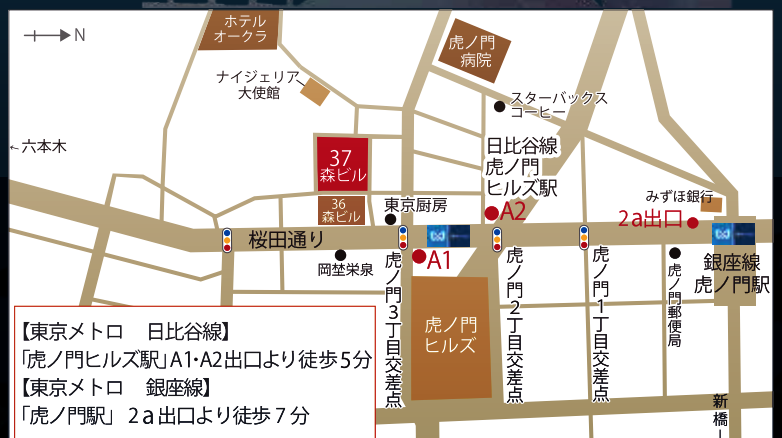 N
ホテル
オークラ
虎ノ門
病院
ナイジェリア
大使館
スターバックス
コーヒー
←六本木
37
森ビル
日比谷線
虎ノ門
ヒルズ駅
A2
みずほ銀行
2a出口
36
森ビル
東京厨房
桜田通り
岡埜栄泉
A1
虎ノ門3丁目交差点
虎ノ門2丁目交差点
虎ノ門1丁目交差点
虎ノ門郵便局
銀座線
虎ノ門駅
虎ノ門
ヒルズ
新橋
【東京メトロ　日比谷線】
「虎ノ門ヒルズ駅」A1・A2出口より徒歩5分
【東京メトロ　銀座線】
「虎ノ門駅」 2a出口より徒歩7分